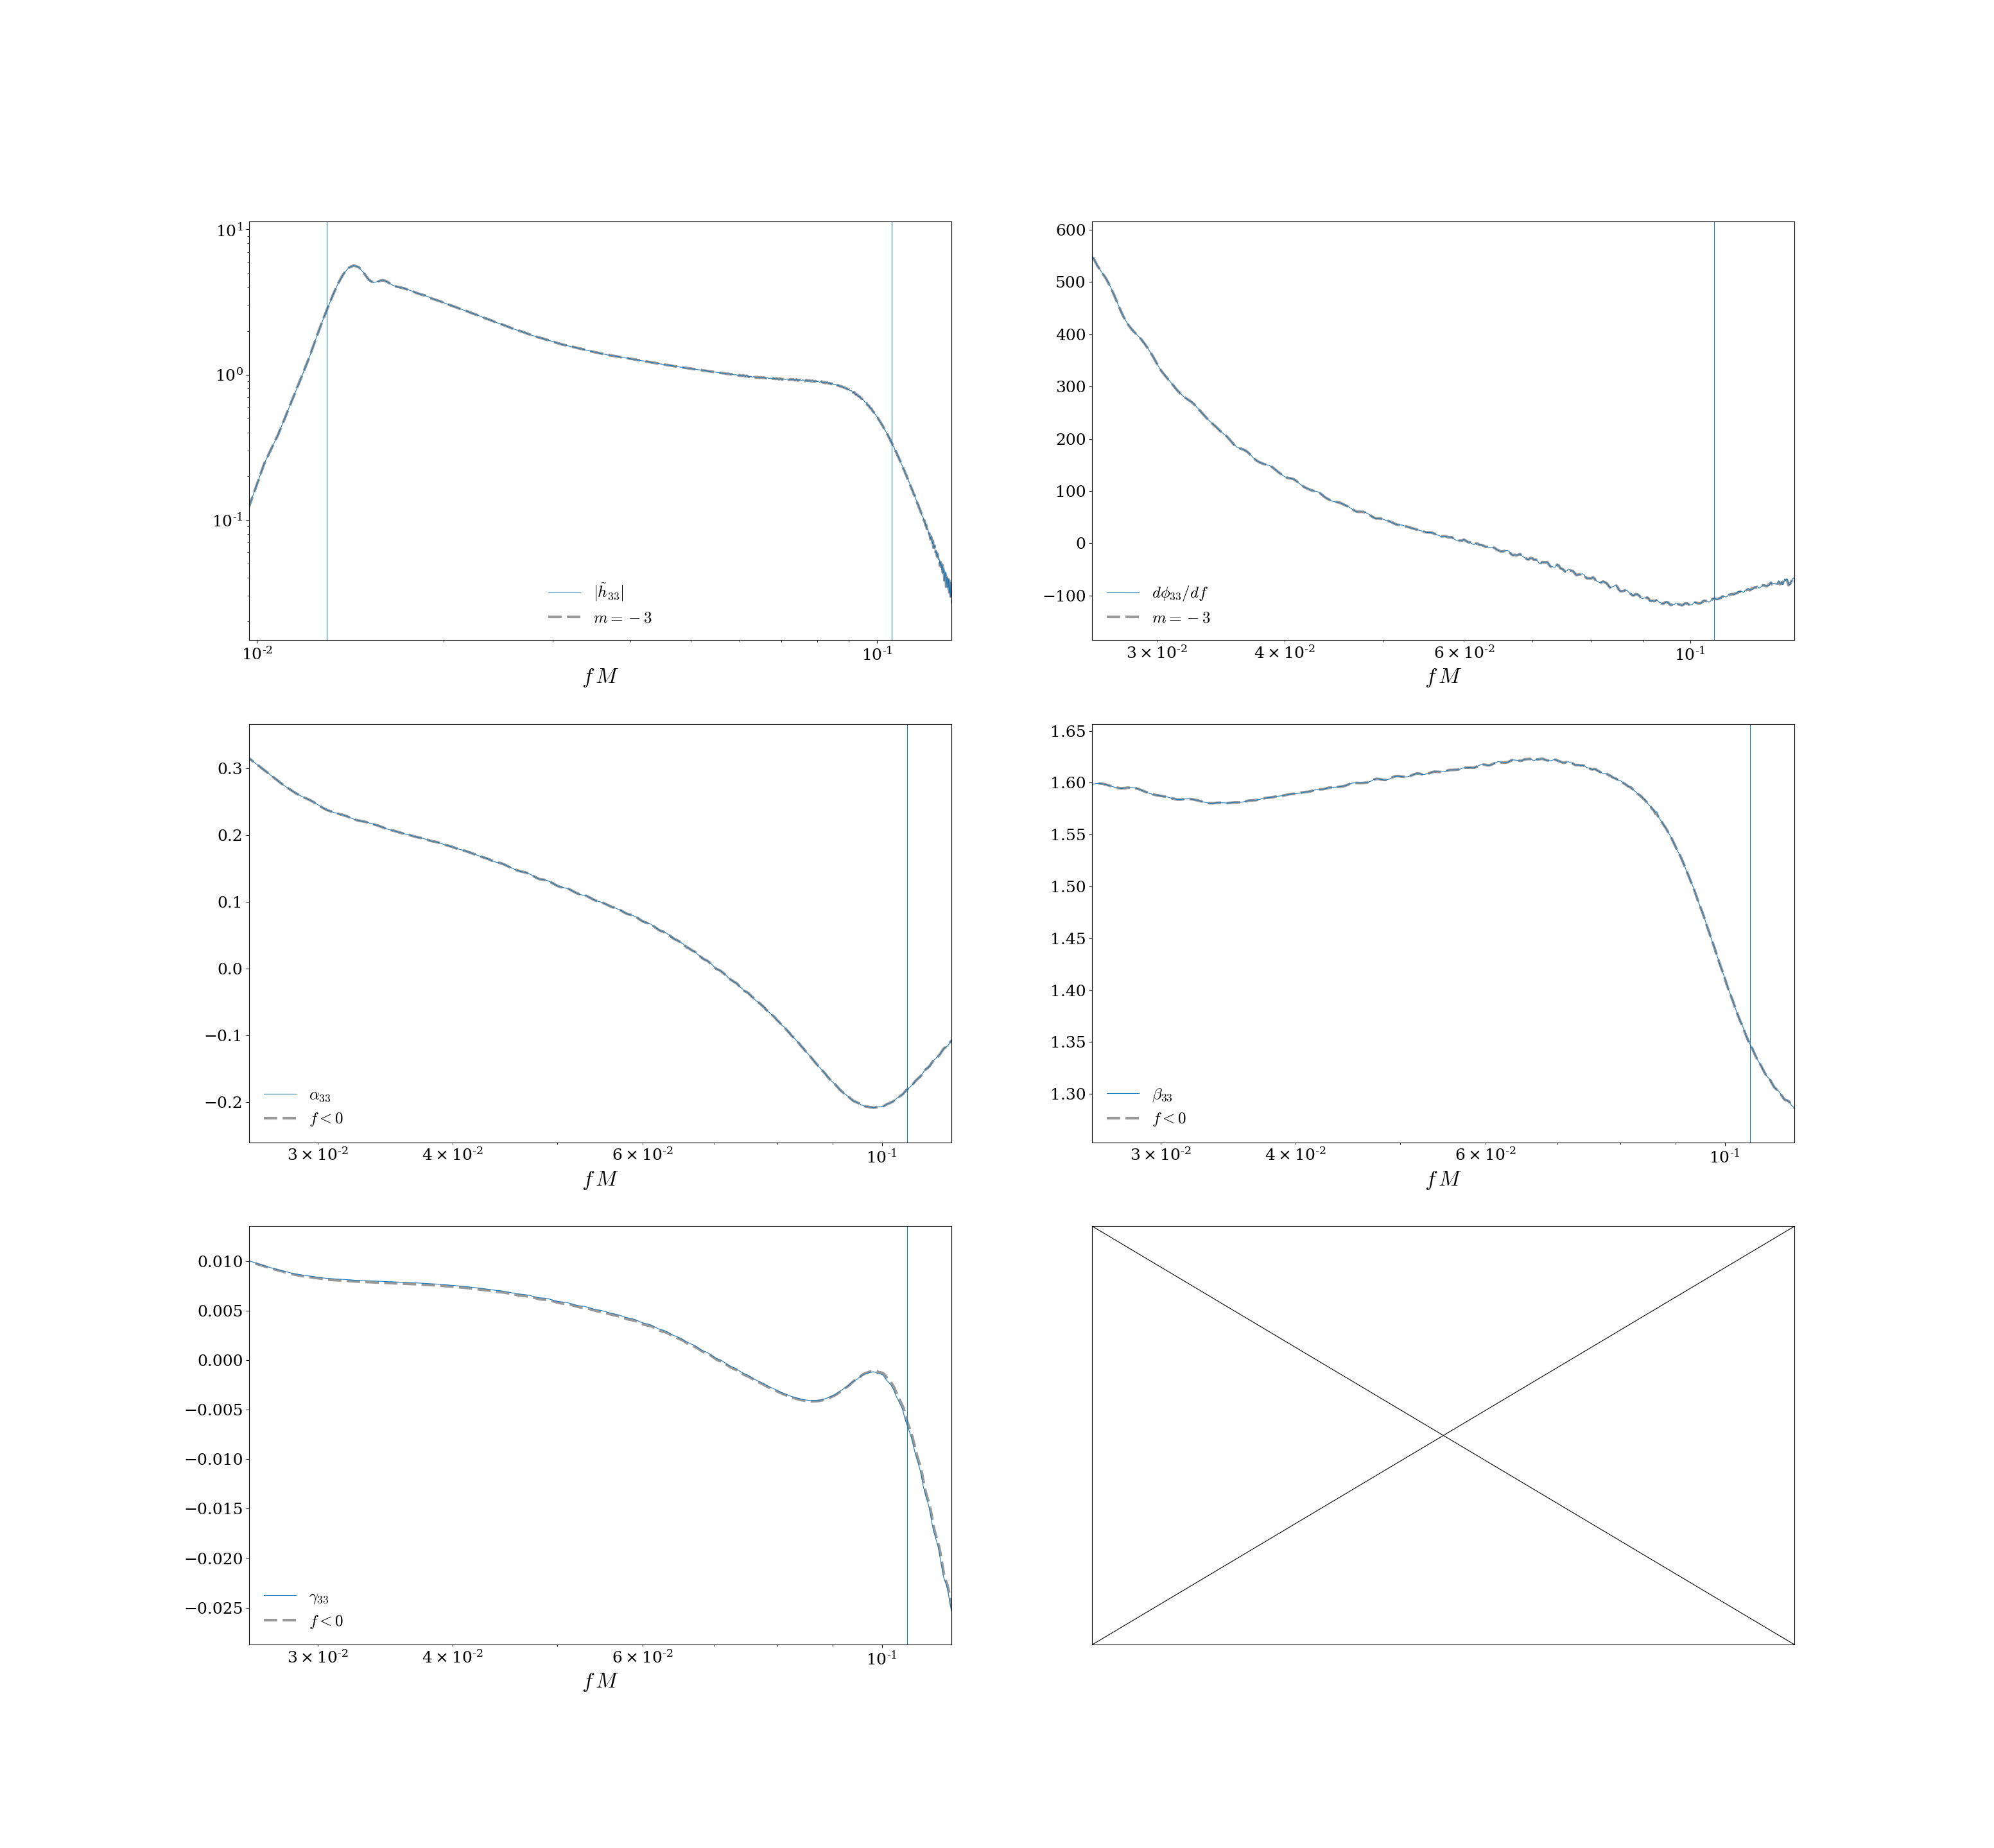 10¹
10⁰
10⁻¹
|h̃₃₃|
m = −3
10⁻² 10⁻¹
fM
600
500
400
300
200
100
0
−100
dϕ₃₃/df
m = −3
3 × 10⁻² 4 × 10⁻² 6 × 10⁻² 10⁻¹
fM
0.3
0.2
0.1
0.0
−0.1
−0.2
α₃₃
f < 0
3 × 10⁻² 4 × 10⁻² 6 × 10⁻² 10⁻¹
fM
1.65
1.60
1.55
1.50
1.45
1.40
1.35
1.30
β₃₃
f < 0
3 × 10⁻² 4 × 10⁻² 6 × 10⁻² 10⁻¹
fM
0.010
0.005
0.000
−0.005
−0.010
−0.015
−0.020
−0.025
γ₃₃
f < 0
3 × 10⁻² 4 × 10⁻² 6 × 10⁻² 10⁻¹
fM